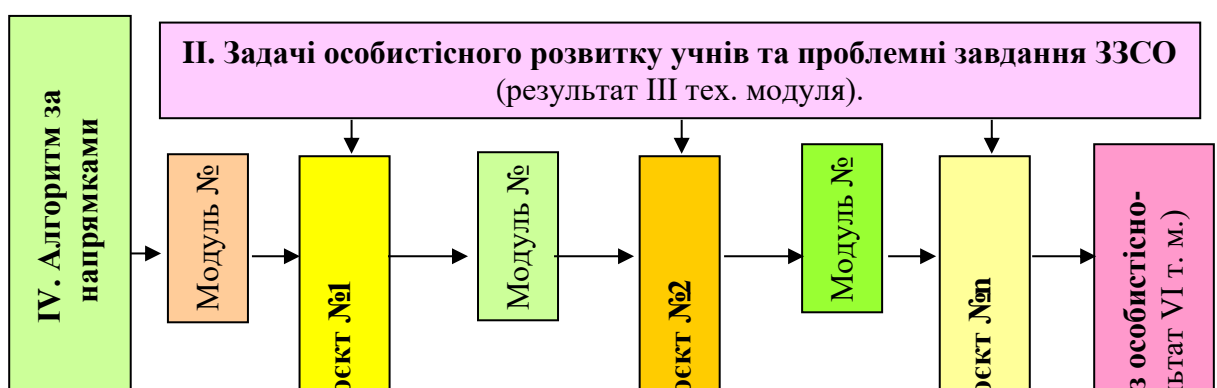 ІІ. Задачі особистісного розвитку учнів та проблемні завдання ЗЗСО
(результат ІІІ тех. модуля).
ІV. Алгоритм за
напрямками
Модуль №
оєкт №1
Модуль №
оєкт №2
Модуль №
оєкт №n
з особистісно-
ьтат VI т. м.)